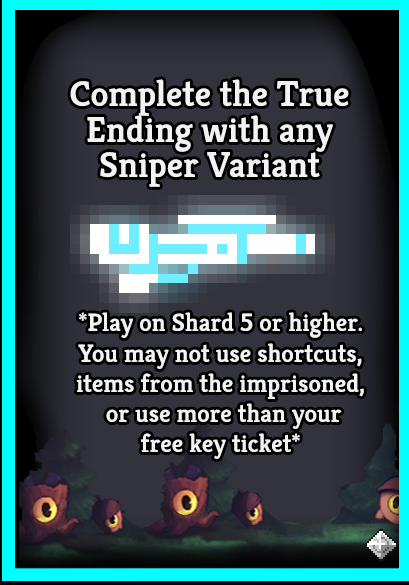 Complete the True
Ending with any
Sniper Variant
*Play on Shard 5 or higher.
You may not use shortcuts,
items from the imprisoned,
or use more than your
free key ticket*